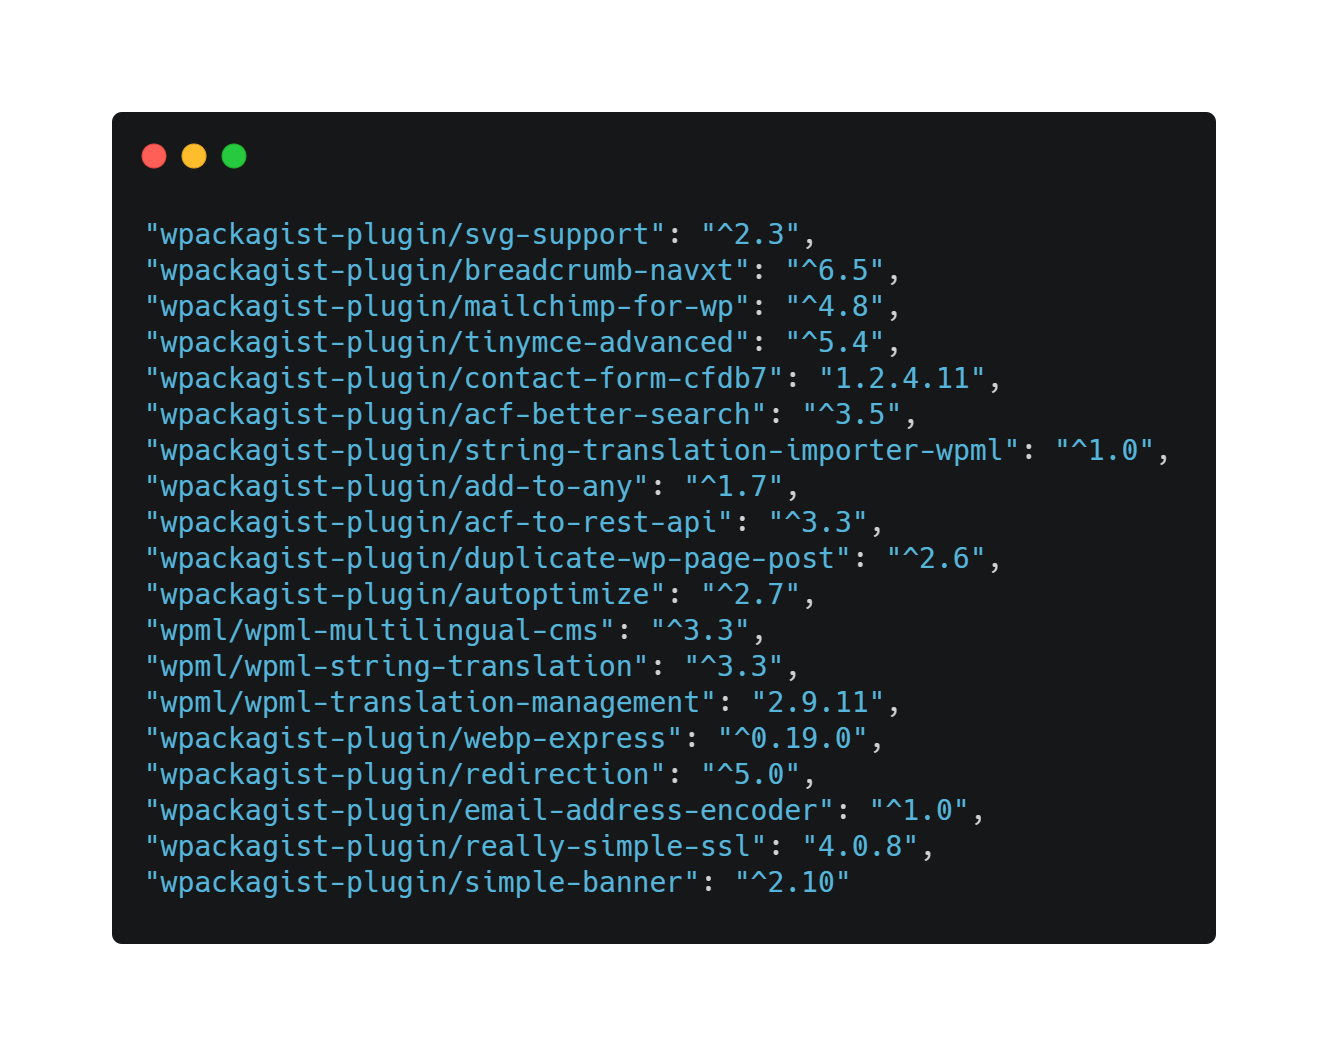 "wpackagist-plugin/svg-support": "^2.3",
"wpackagist-plugin/breadcrumb-navxt": "^6.5",
"wpackagist-plugin/mailchimp-for-wp": "^4.8",
"wpackagist-plugin/tinymce-advanced": "^5.4",
"wpackagist-plugin/contact-form-cfdb7": "1.2.4.11",
"wpackagist-plugin/acf-better-search": "^3.5",
"wpackagist-plugin/string-translation-importer-wpml": "^1.0",
"wpackagist-plugin/add-to-any": "^1.7",
"wpackagist-plugin/acf-to-rest-api": "^3.3",
"wpackagist-plugin/duplicate-wp-page-post": "^2.6",
"wpackagist-plugin/autoptimize": "^2.7",
"wpml/wpml-multilingual-cms": "^3.3",
"wpml/wpml-string-translation": "^3.3",
"wpml/wpml-translation-management": "2.9.11",
"wpackagist-plugin/webp-express": "^0.19.0",
"wpackagist-plugin/redirection": "^5.0",
"wpackagist-plugin/email-address-encoder": "^1.0",
"wpackagist-plugin/really-simple-ssl": "4.0.8",
"wpackagist-plugin/simple-banner": "^2.10"